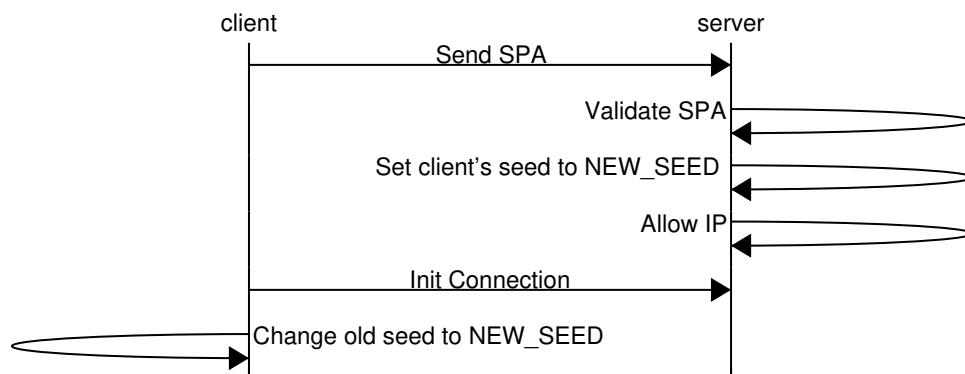 client
server
Send SPA
Validate SPA
Set client's seed to NEW_SEED
Allow IP
Init Connection
Change old seed to NEW_SEED